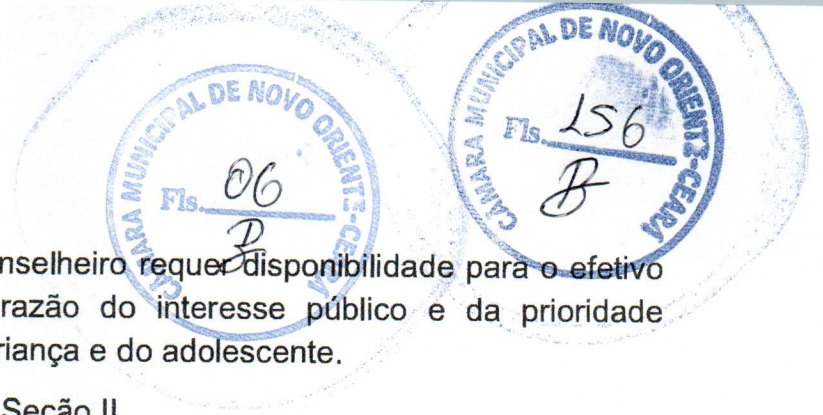 CÂMARA MUNICIPAL DE NOVO ORIENTE-CEARÁ
Fls. 156
CÂMARA MUNICIPAL DE NOVO ORIENTE-CEARÁ
Fls. 06
nselheiro requer disponibilidade para o efetivo
razão do interesse público e da prioridade
riança e do adolescente.
Seção II